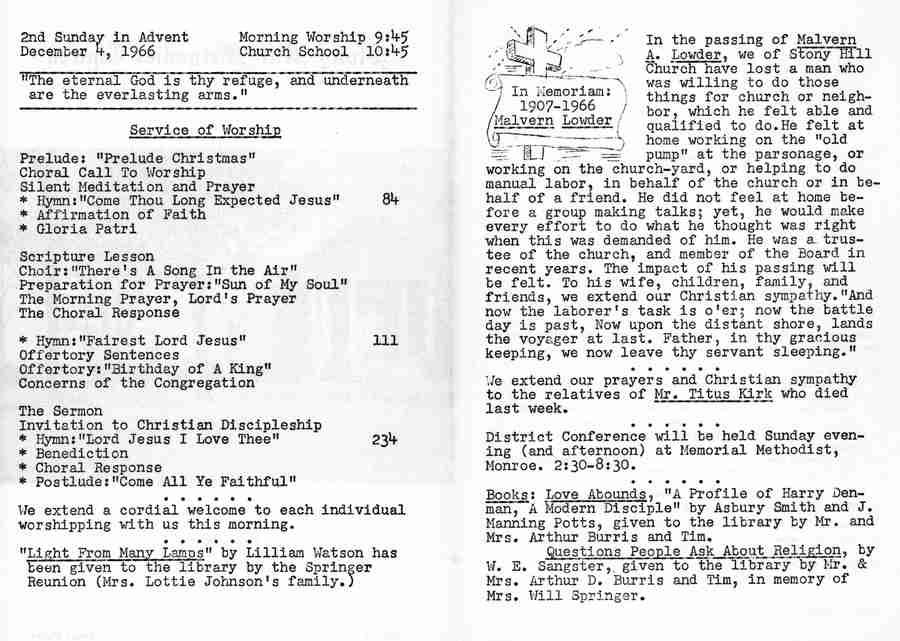 2nd Sunday in Advent Morning Worship 9:45
December 4, 1966 Church School 10:45
"The eternal God is thy refuge, and underneath
are the everlasting arms."
Service of Worship
Prelude: "Prelude Christmas"
Choral Call To Worship
Silent Meditation and Prayer
* Hymn:"Come Thou Long Expected Jesus" 84
* Affirmation of Faith
* Gloria Patri
Scripture Lesson
Choir:"There's A Song In the Air"
Preparation for Prayer:"Sun of My Soul"
The Morning Prayer, Lord's Prayer
The Choral Response
* Hymn:"Fairest Lord Jesus" 111
Offertory Sentences
Offertory:"Birthday of A King"
Concerns of the Congregation
The Sermon
Invitation to Christian Discipleship
* Hymn:"Lord Jesus I Love Thee" 234
* Benediction
* Choral Response
* Postlude:"Come All Ye Faithful"
. . . . . .
We extend a cordial welcome to each individual
worshipping with us this morning.
. . . . . .
"Light From Many Lamps" by Lilliam Watson has
been given to the library by the Springer
Reunion (Mrs. Lottie Johnson's family.)
In Memoriam:
1907-1966
Malvern Lowder
In the passing of Malvern
A. Lowder, we of Stony Hill
Church have lost a man who
was willing to do those
things for church or neigh-
bor, which he felt able and
qualified to do.He felt at
home working on the "old
pump" at the parsonage, or
working on the church-yard, or helping to do
manual labor, in behalf of the church or in be-
half of a friend. He did not feel at home be-
fore a group making talks; yet, he would make
every effort to do what he thought was right
when this was demanded of him. He was a trus-
tee of the church, and member of the Board in
recent years. The impact of his passing will
be felt. To his wife, children, family, and
friends, we extend our Christian sympathy."And
now the laborer's task is o'er; now the battle
day is past, Now upon the distant shore, lands
the voyager at last. Father, in thy gracious
keeping, we now leave thy servant sleeping."
. . . . . .
We extend our prayers and Christian sympathy
to the relatives of Mr. Titus Kirk who died
last week.
. . . . . .
District Conference will be held Sunday even-
ing (and afternoon) at Memorial Methodist,
Monroe. 2:30-8:30.
. . . . . .
Books: Love Abounds, "A Profile of Harry Den-
man, A Modern Disciple" by Asbury Smith and J.
Manning Potts, given to the library by Mr. and
Mrs. Arthur Burris and Tim.
Questions People Ask About Religion, by
W. E. Sangster, given to the library by Mr. &
Mrs. Arthur D. Burris and Tim, in memory of
Mrs. Will Springer.